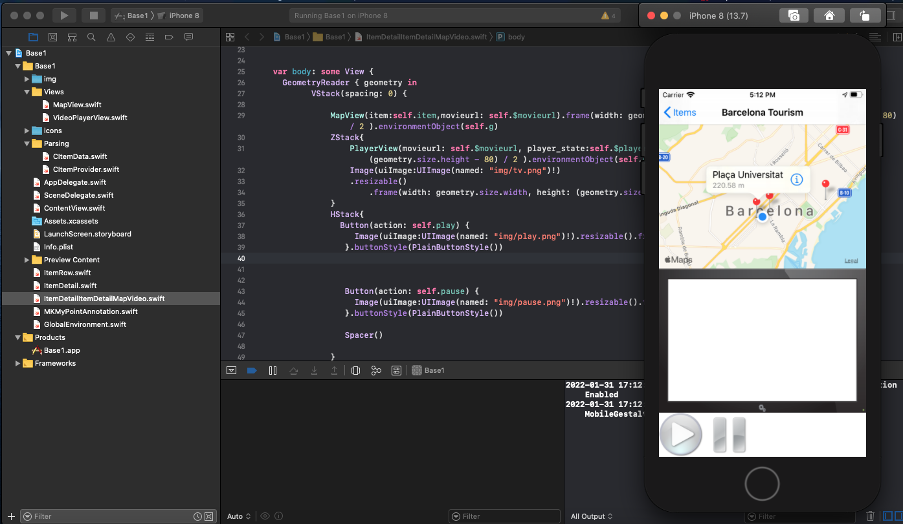 Base1 iPhone 8
Running Base1 on iPhone 8
iPhone 8 (13.7)
Base1
Base1
img
Views
MapView.swift
VideoPlayerView.swift
icons
Parsing
CItemData.swift
CItemProvider.swift
AppDelegate.swift
SceneDelegate.swift
ContentView.swift
Assets.xcassets
LaunchScreen.storyboard
Info.plist
Preview Content
ItemRow.swift
ItemDetail.swift
ItemDetailItemDetailMapVideo.swift
MKMyPointAnnotation.swift
GlobalEnvironment.swift
Products
Base1.app
Frameworks
Filter
Base1 Base1 ItemDetailItemDetailMapVideo.swift P body
23
24
25 var body: some View {
26 GeometryReader { geometry in
27 VStack(spacing: 0) {
28
29 MapView(item:self.item,movieurl: self.$movieurl).frame(width: geo
/ 2 ).environmentObject(self.g)
30 ZStack{
31 PlayerView(movieurl: self.$movieurl, player_state:self.$playe
(geometry.size.height - 80) / 2 ).environmentObject(self.
32 Image(uiImage:UIImage(named: "img/tv.png")!)
33 .resizable()
34 .frame(width: geometry.size.width, height: (geometry.size
35 }
36 HStack{
37 Button(action: self.play) {
38 Image(uiImage:UIImage(named: "img/play.png")!).resizable().f
39 }.buttonStyle(PlainButtonStyle())
40
41
42
43 Button(action: self.pause) {
44 Image(uiImage:UIImage(named: "img/pause.png")!).resizable().
45 }.buttonStyle(PlainButtonStyle())
46
47 Spacer()
48
49 }
80)
Base1
2022-01-31 17:12
Enabled
2022-01-31 17:12
MobileGestal
ction
Auto
Filter
All Output
Filter
Carrer 5:12 PM
Items Barcelona Tourism
C-31
B-20
Plaça Universitat
220.58 m
B-10
Barcelona
Maps
Legal